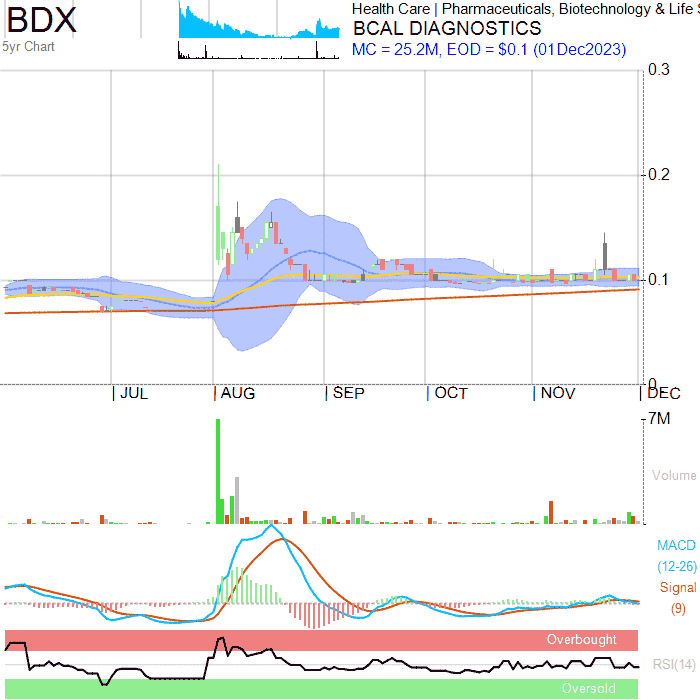 BDX
5yr Chart
Health Care | Pharmaceuticals, Biotechnology & Life
BCAL DIAGNOSTICS
MC = 25.2M, EOD = $0.1 (01Dec2023)
0.3
0.2
0.1
0
JUL
AUG
SEP
OCT
NOV
DEC
7M
Volume
MACD
(12-26)
Signal
(9)
Overbought
RSI(14)
Oversold